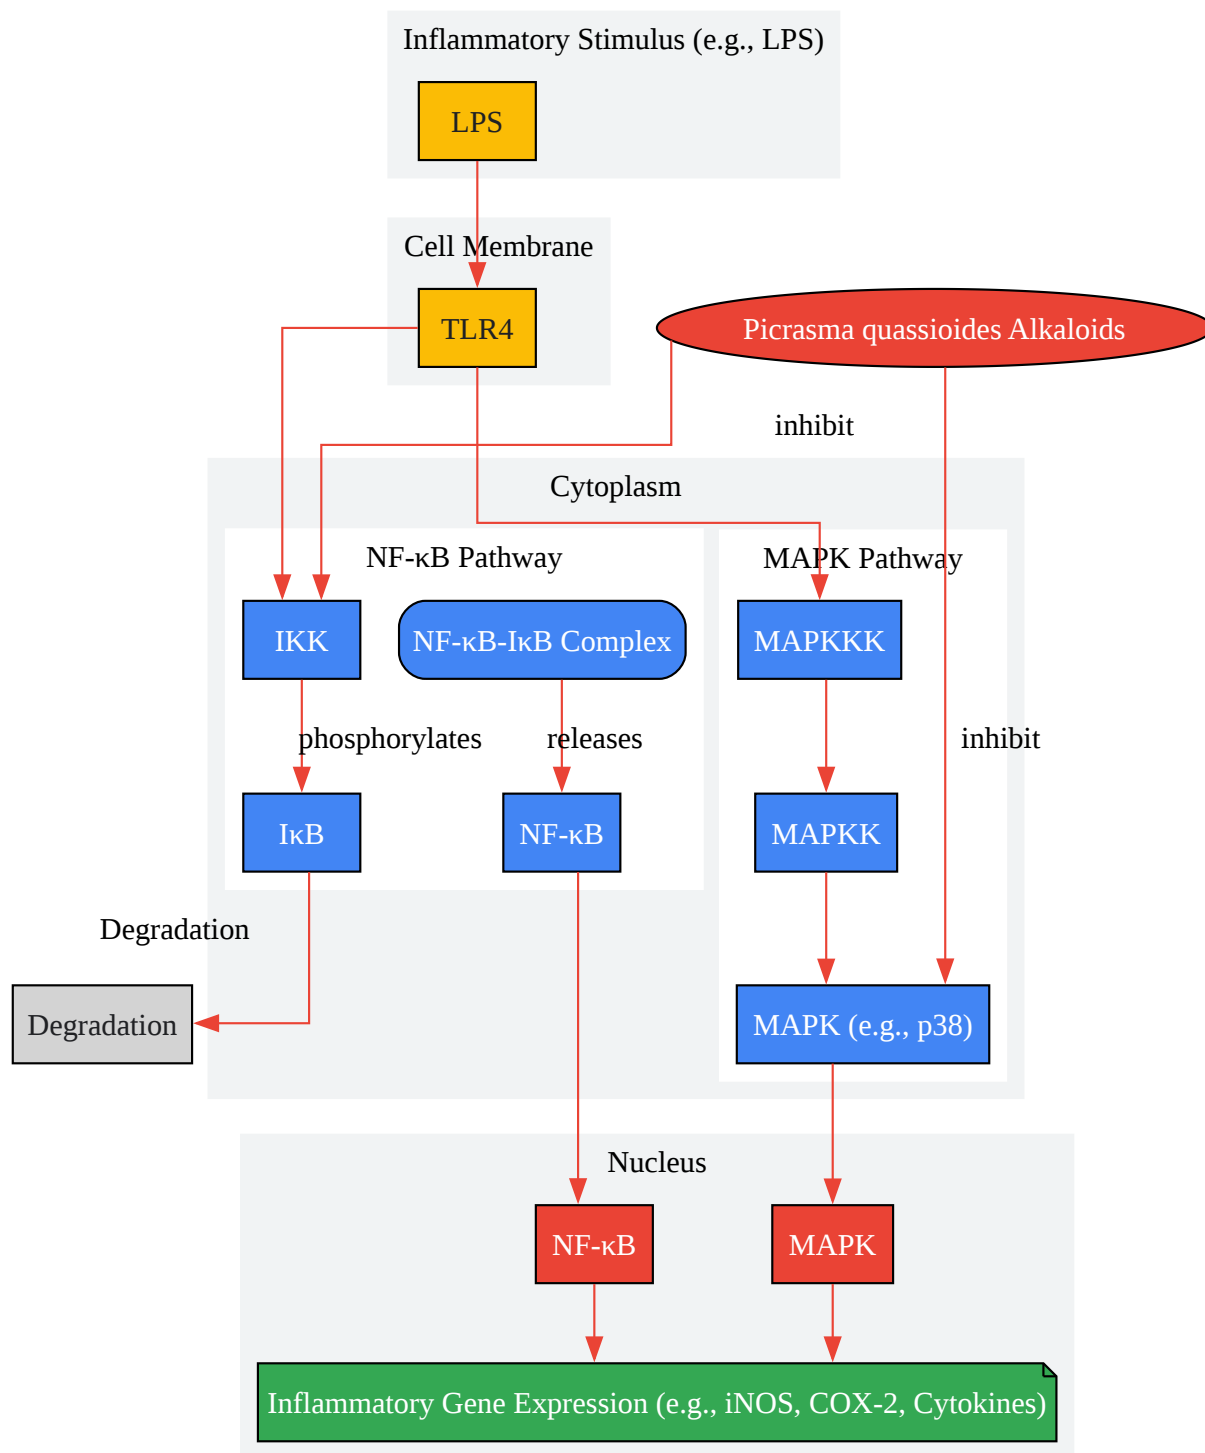 Inflammatory Stimulus (e.g., LPS)
LPS
Cell Membrane
TLR4
Picrasma quassioides Alkaloids
inhibit
Cytoplasm
NF-κB Pathway
MAPK Pathway
IKK
NF-κB-IκB Complex
MAPKKK
phosphorylates
releases
inhibit
IκB
NF-κB
MAPKK
Degradation
Degradation
MAPK (e.g., p38)
Nucleus
NF-κB
MAPK
Inflammatory Gene Expression (e.g., iNOS, COX-2, Cytokines)